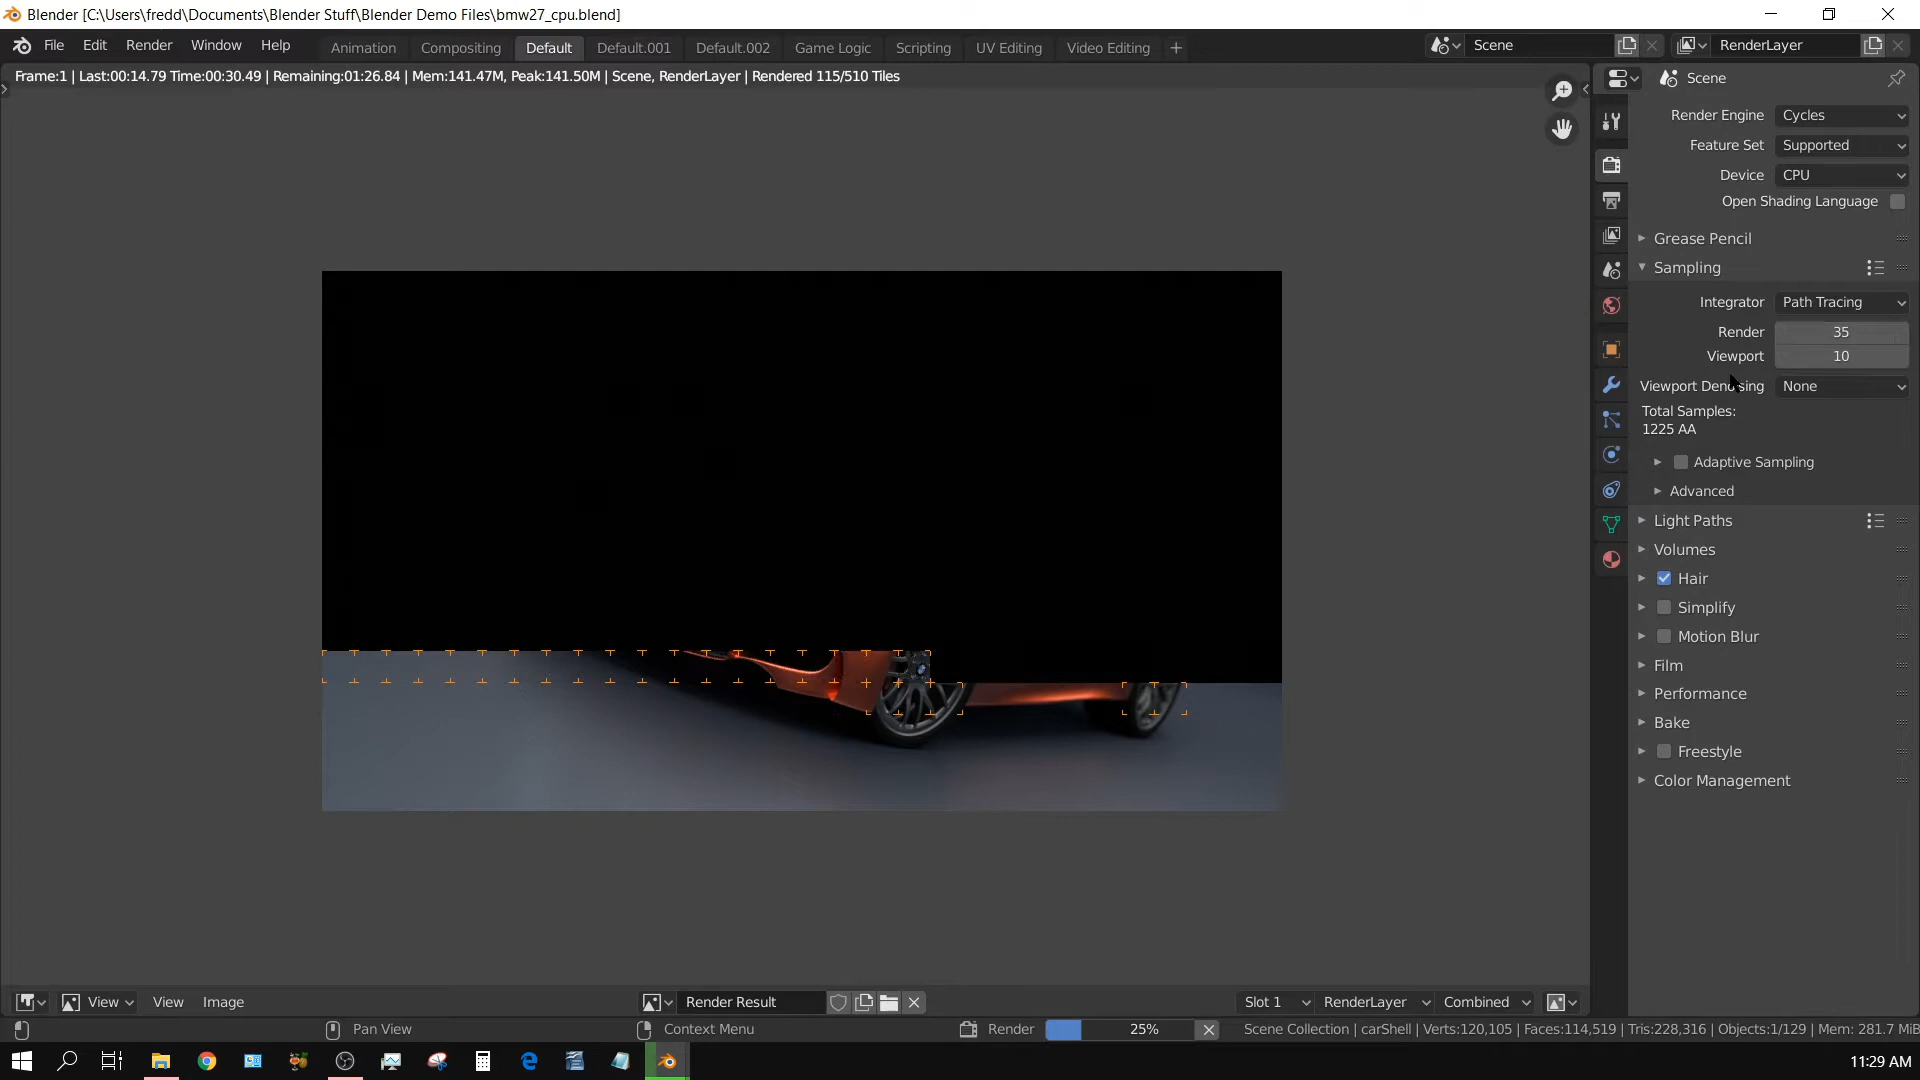 Blender [C:\Users\fredd\Documents\Blender Stuff\Blender Demo Files\bmw27_cpu.blend]
File Edit Render Window Help Animation Compositing Default Default.001 Default.002 Game Logic Scripting UV Editing Video Editing + Scene RenderLayer
Frame:1 | Last:00:14.79 Time:00:30.49 | Remaining:01:26.84 | Mem:141.47M, Peak:141.50M | Scene, RenderLayer | Rendered 115/510 Tiles
Scene
Render Engine Cycles
Feature Set Supported
Device CPU
Open Shading Language
Grease Pencil
Sampling
Integrator Path Tracing
Render 35
Viewport 10
Viewport Denoising None
Total Samples:
1225 AA
Adaptive Sampling
Advanced
Light Paths
Volumes
Hair
Simplify
Motion Blur
Film
Performance
Bake
Freestyle
Color Management
View View Image Render Result Slot 1 RenderLayer Combined
Pan View Context Menu Render 25% Scene Collection | carShell | Verts:120,105 | Faces:114,519 | Tris:228,316 | Objects:1/129 | Mem: 281.7 MiB
11:29 AM